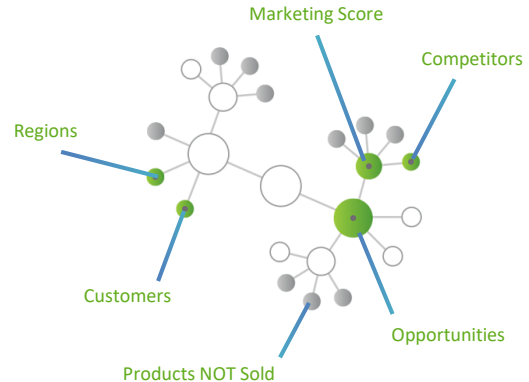 Marketing Score
Competitors
Regions
Customers
Opportunities
Products NOT Sold